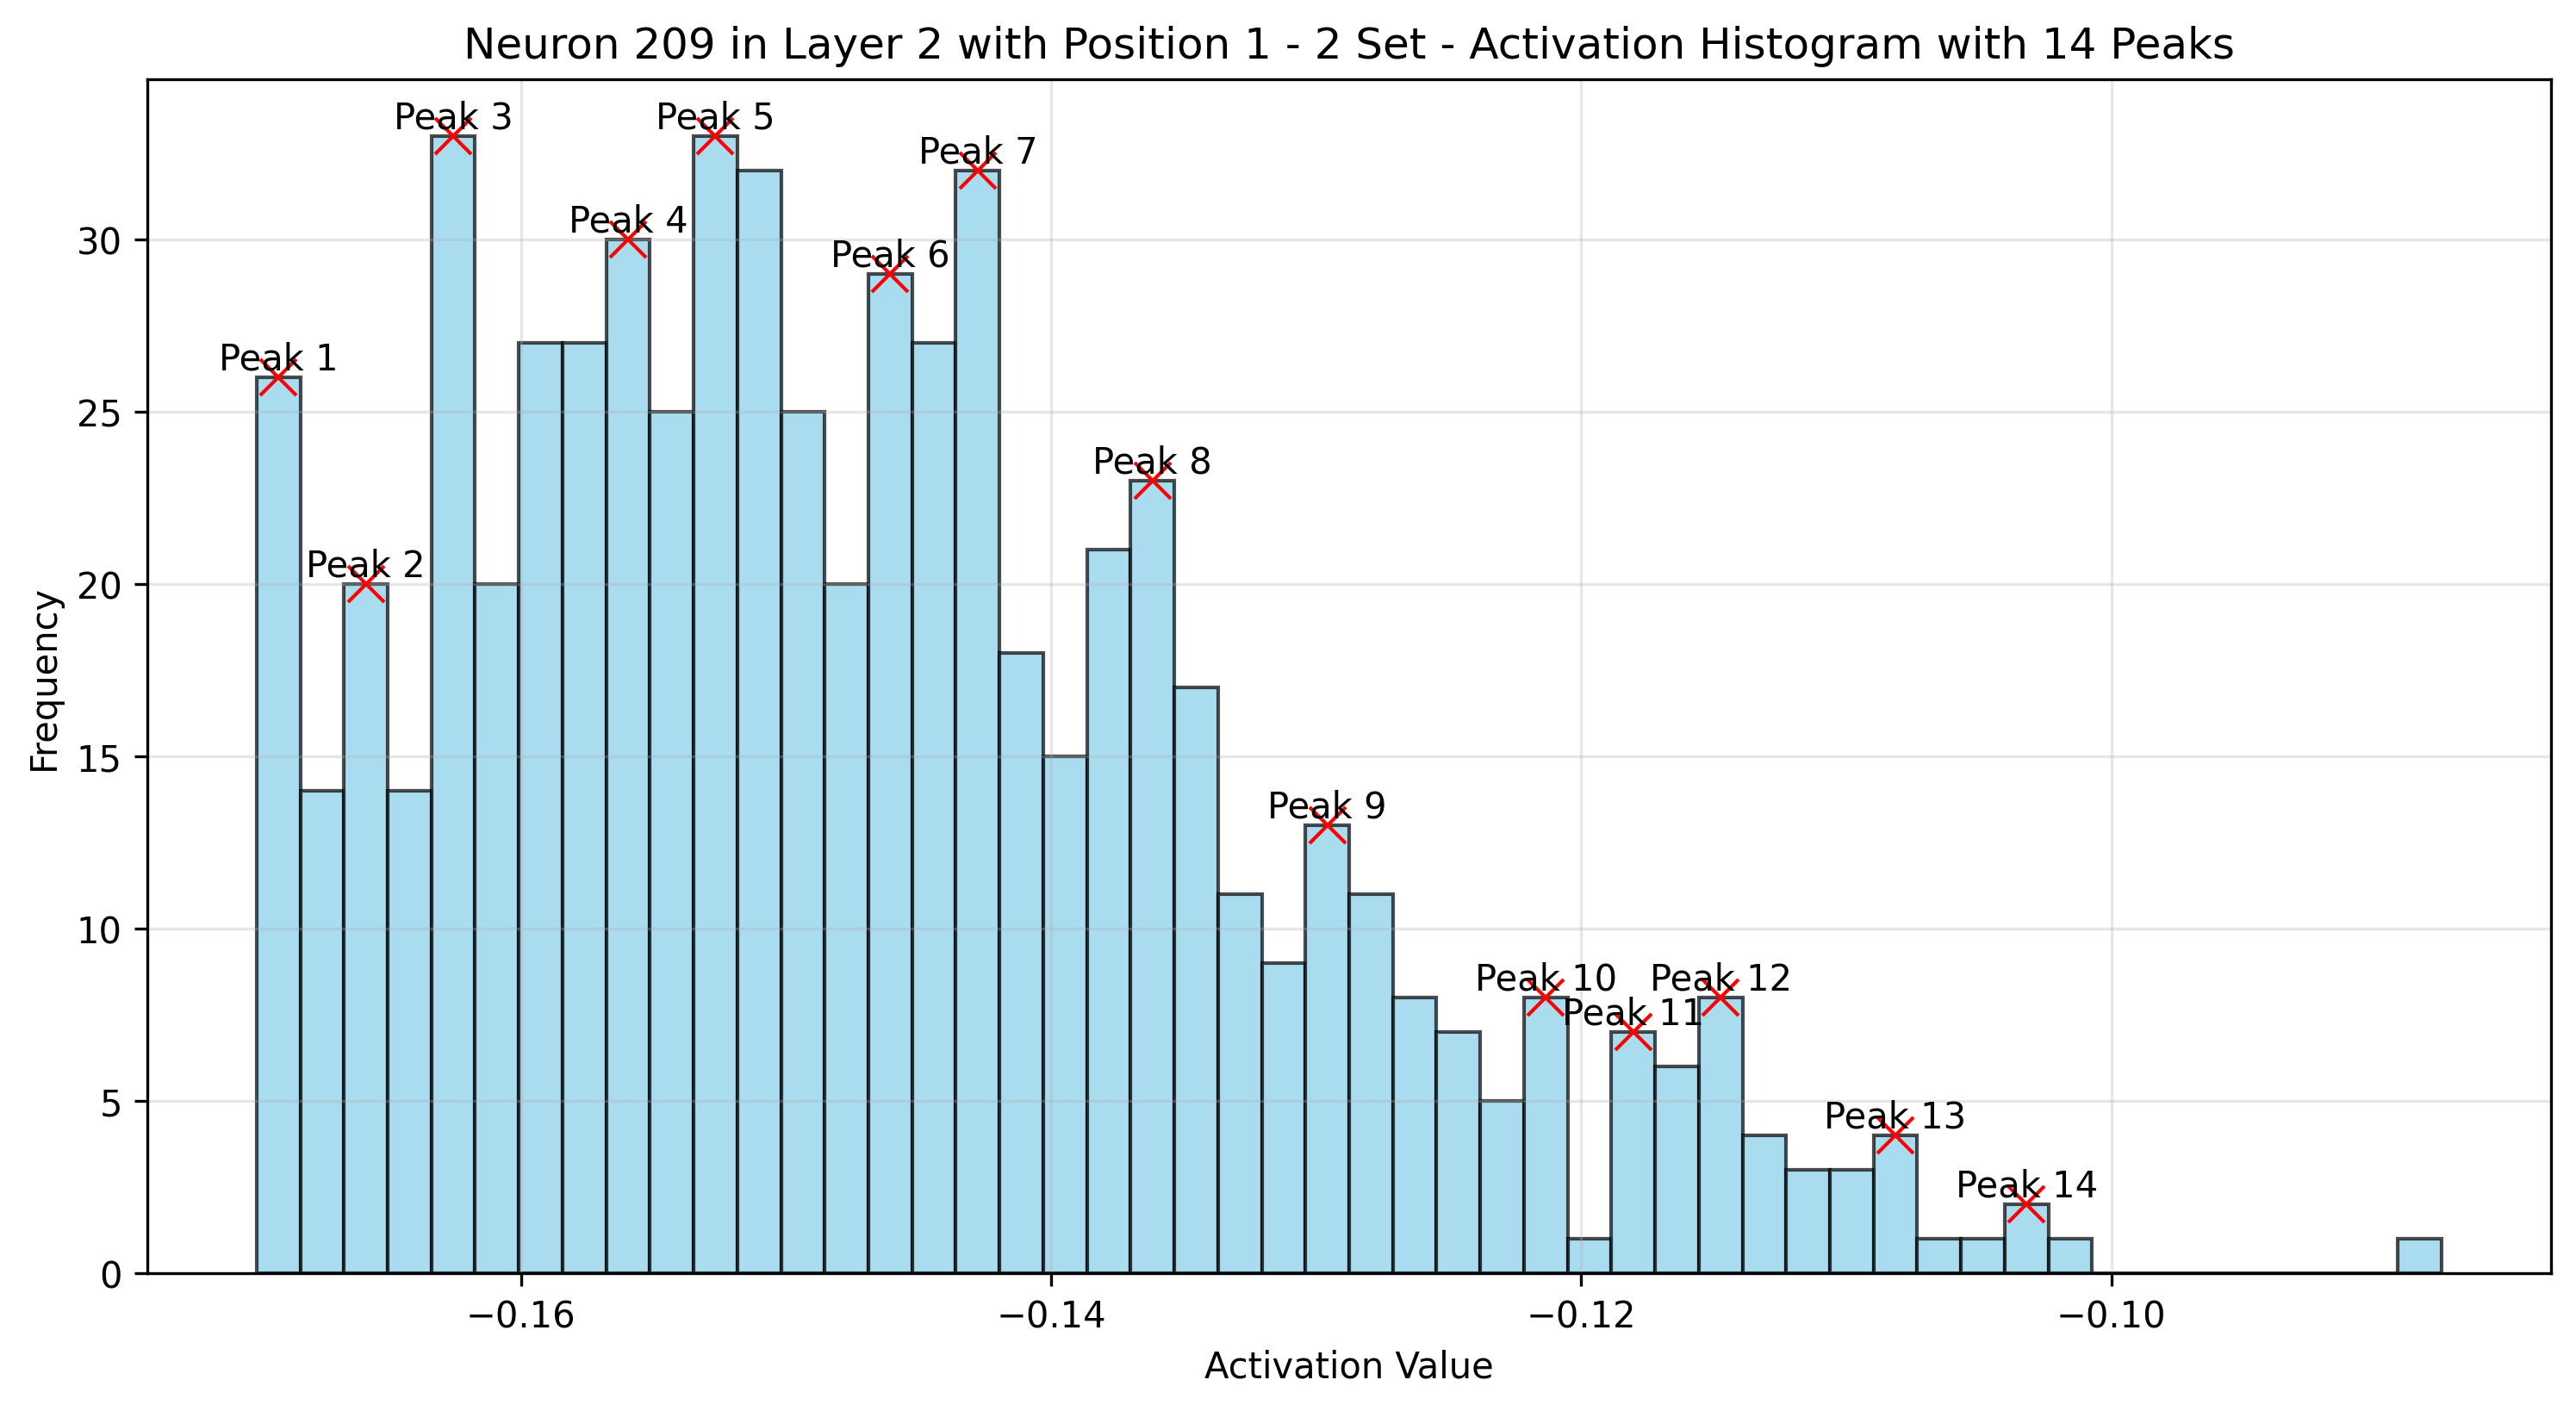 Neuron 209 in Layer 2 with Position 1 - 2 Set - Activation Histogram with 14 Peaks
Peak 3
Peak 5
Peak 7
Peak 4
Peak 6
Peak 1
Peak 8
Peak 2
Peak 9
Peak 10
Peak 12
Peak 11
Peak 13
Peak 14
Frequency
30
25
20
15
10
5
0
−0.16
−0.14
−0.12
−0.10
Activation Value